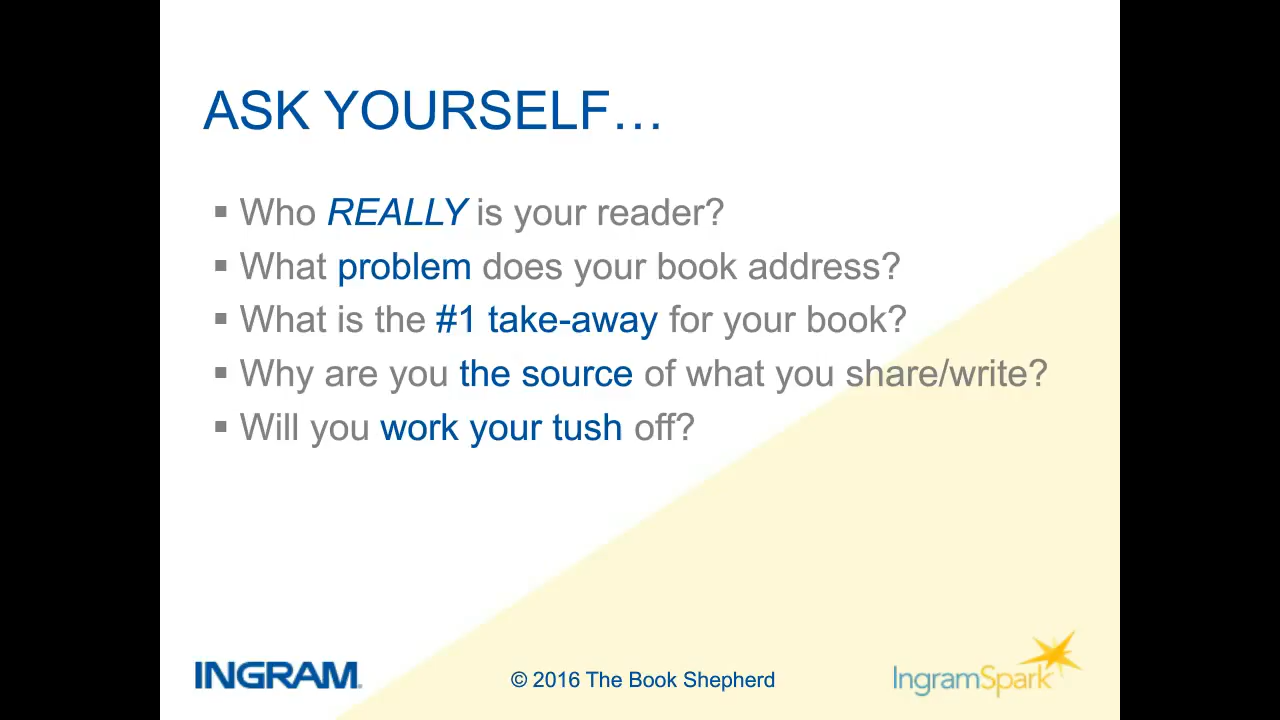 ASK YOURSELF…
▪ Who REALLY is your reader?
▪ What problem does your book address?
▪ What is the #1 take-away for your book?
▪ Why are you the source of what you share/write?
▪ Will you work your tush off?
INGRAM
© 2016 The Book Shepherd
IngramSpark